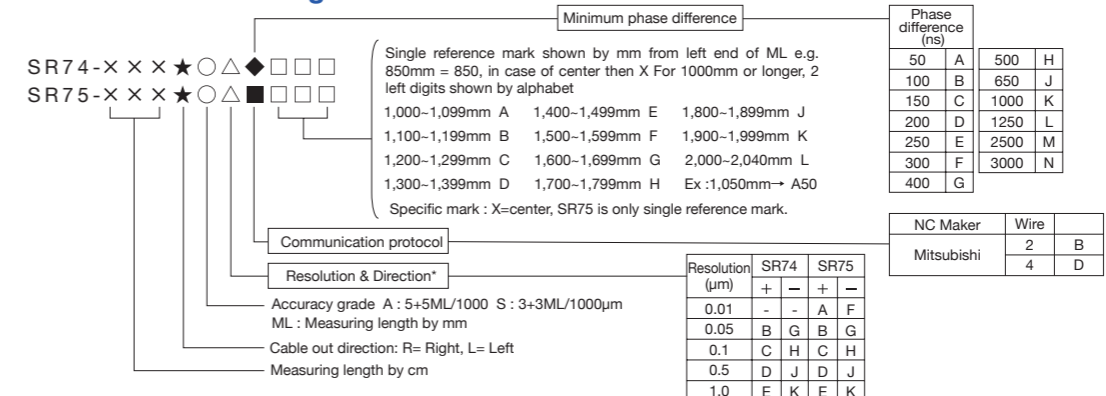 Minimum phase difference
Phase
difference
(ns)
50 A 500 H
100 B 650 J
150 C 1000 K
200 D 1250 L
250 E 2500 M
300 F 3000 N
400 G
SR74-×××★○△◆□□□
SR75-×××★○△■□□□
Single reference mark shown by mm from left end of ML e.g.
850mm = 850, in case of center then X For 1000mm or longer, 2
left digits shown by alphabet
1,000~1,099mm A 1,400~1,499mm E 1,800~1,899mm J
1,100~1,199mm B 1,500~1,599mm F 1,900~1,999mm K
1,200~1,299mm C 1,600~1,699mm G 2,000~2,040mm L
1,300~1,399mm D 1,700~1,799mm H Ex :1,050mm→ A50
Specific mark : X=center, SR75 is only single reference mark.
Communication protocol
NC Maker Wire
Mitsubishi 2 B
4 D
Resolution & Direction*
Resolution SR74 SR75
(μm) + − + −
0.01 - - A F
0.05 B G B G
0.1 C H C H
0.5 D J D J
1.0 E K E K
Accuracy grade A : 5+5ML/1000 S : 3+3ML/1000μm
ML : Measuring length by mm
Cable out direction: R= Right, L= Left
Measuring length by cm